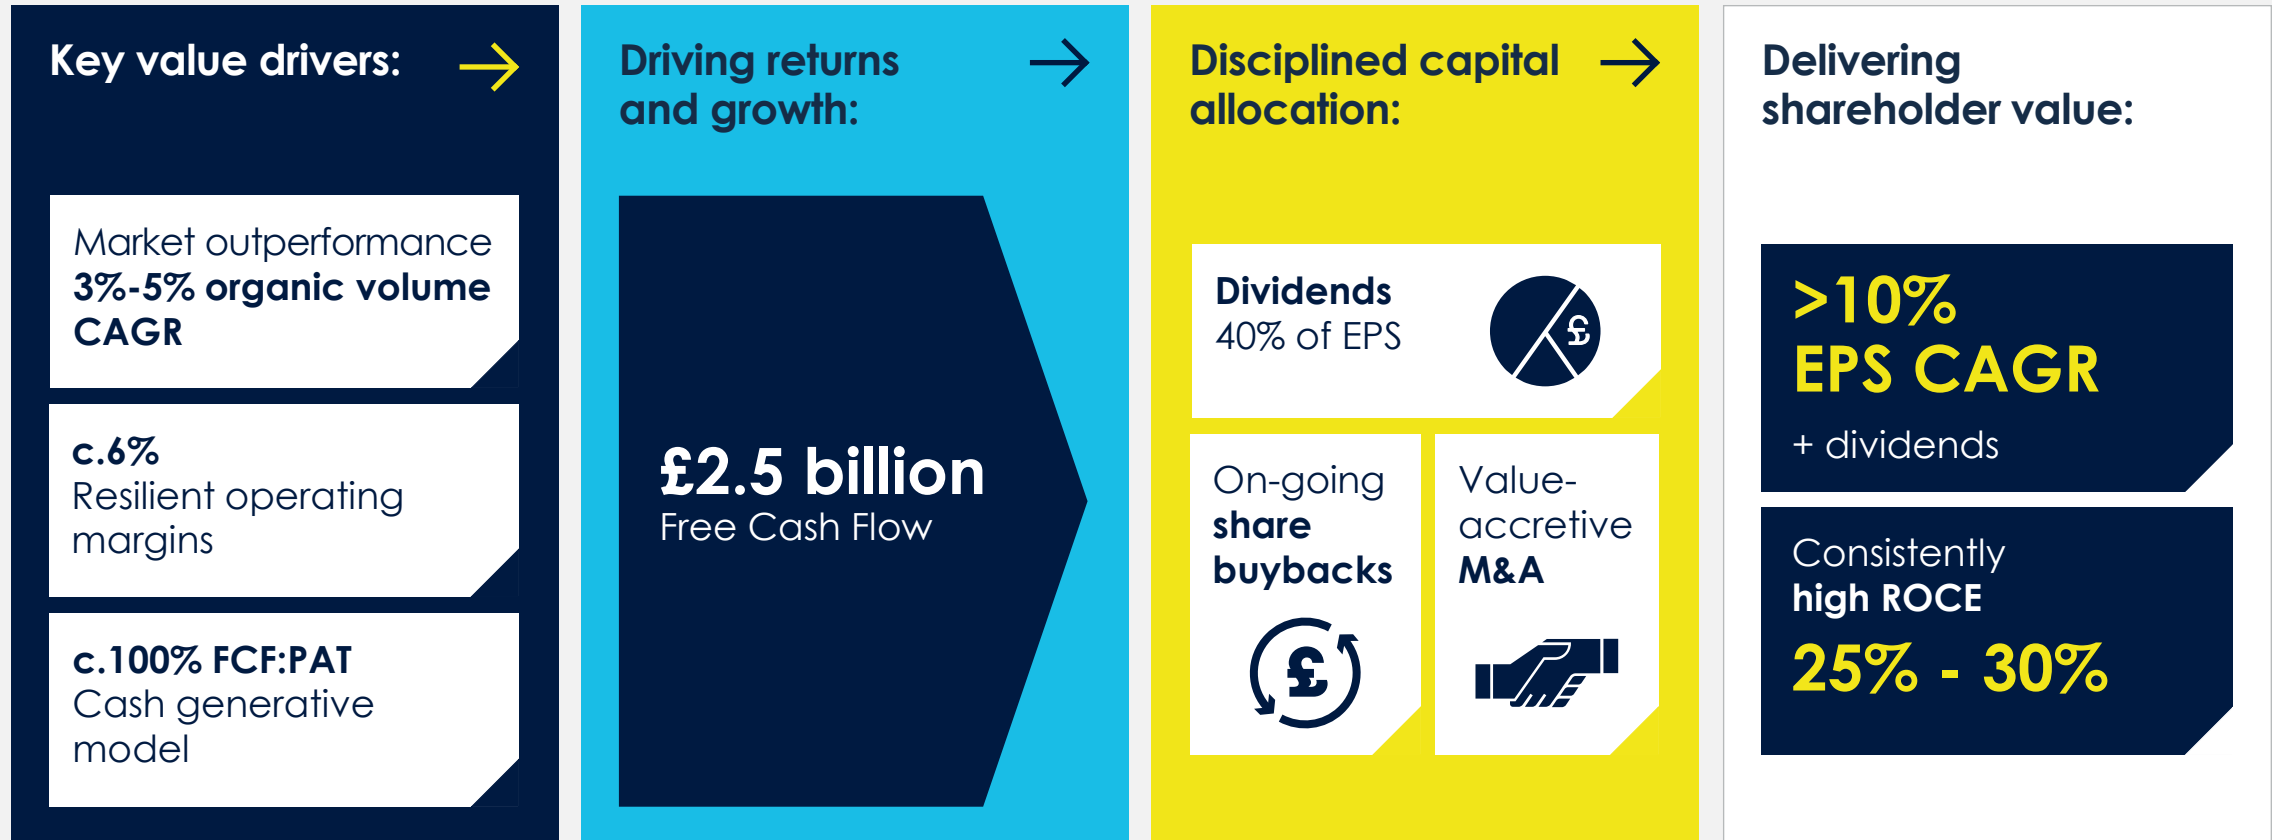 Key value drivers:
Market outperformance
3%-5% organic volume
CAGR
c.6%
Resilient operating
margins
c.100% FCF:PAT
Cash generative
model
Driving returns
and growth:
£2.5 billion
Free Cash Flow
Disciplined capital
allocation:
Dividends
40% of EPS
£
On-going
share
buybacks
£
Value-
accretive
M&A
Delivering
shareholder value:
>10%
EPS CAGR
+ dividends
Consistently
high ROCE
25% - 30%